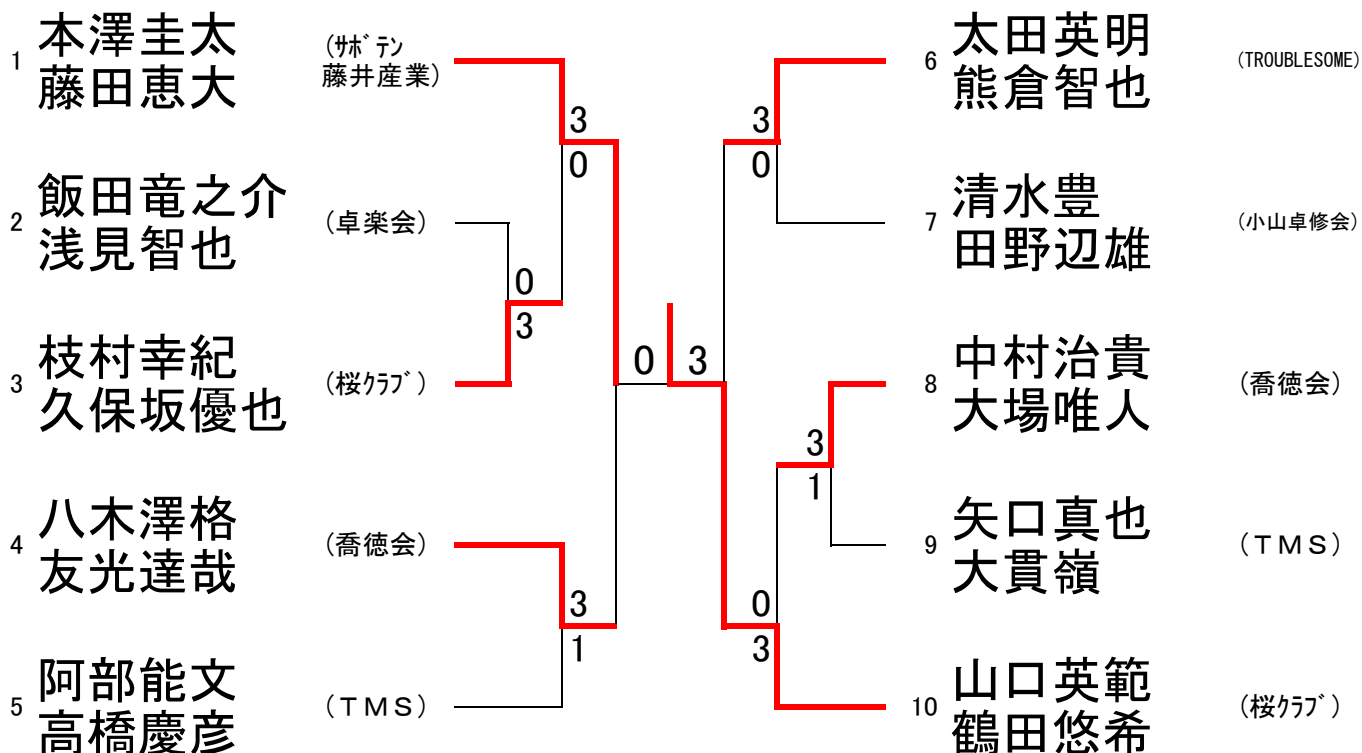 1 本澤圭太 (ｻﾎﾞﾃﾝ
藤田恵大 藤井産業)
3
0
2 飯田竜之介 (卓楽会)
浅見智也
0
3
3 枝村幸紀 (桜ｸﾗﾌﾞ)
久保坂優也
0 3
4 八木澤格 (喬徳会)
友光達哉
3
1
5 阿部能文 (ＴＭＳ)
高橋慶彦
6 太田英明 (TROUBLESOME)
熊倉智也
3
0
7 清水豊 (小山卓修会)
田野辺雄
8 中村治貴 (喬徳会)
大場唯人
3
1
9 矢口真也 (ＴＭＳ)
大貫嶺
0
3
10 山口英範 (桜ｸﾗﾌﾞ)
鶴田悠希